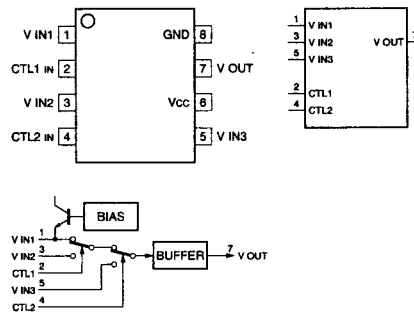 V IN1 1
CTL1 IN 2
V IN2 3
CTL2 IN 4
GND 8
7 V OUT
Vcc 6
5 V IN3
1 V IN1
3 V IN2
5 V IN3
2 CTL1
4 CTL2
V OUT 7
BIAS
V IN1 1
V IN2 3
CTL1 2
V IN3 5
CTL2 4
BUFFER
7 V OUT